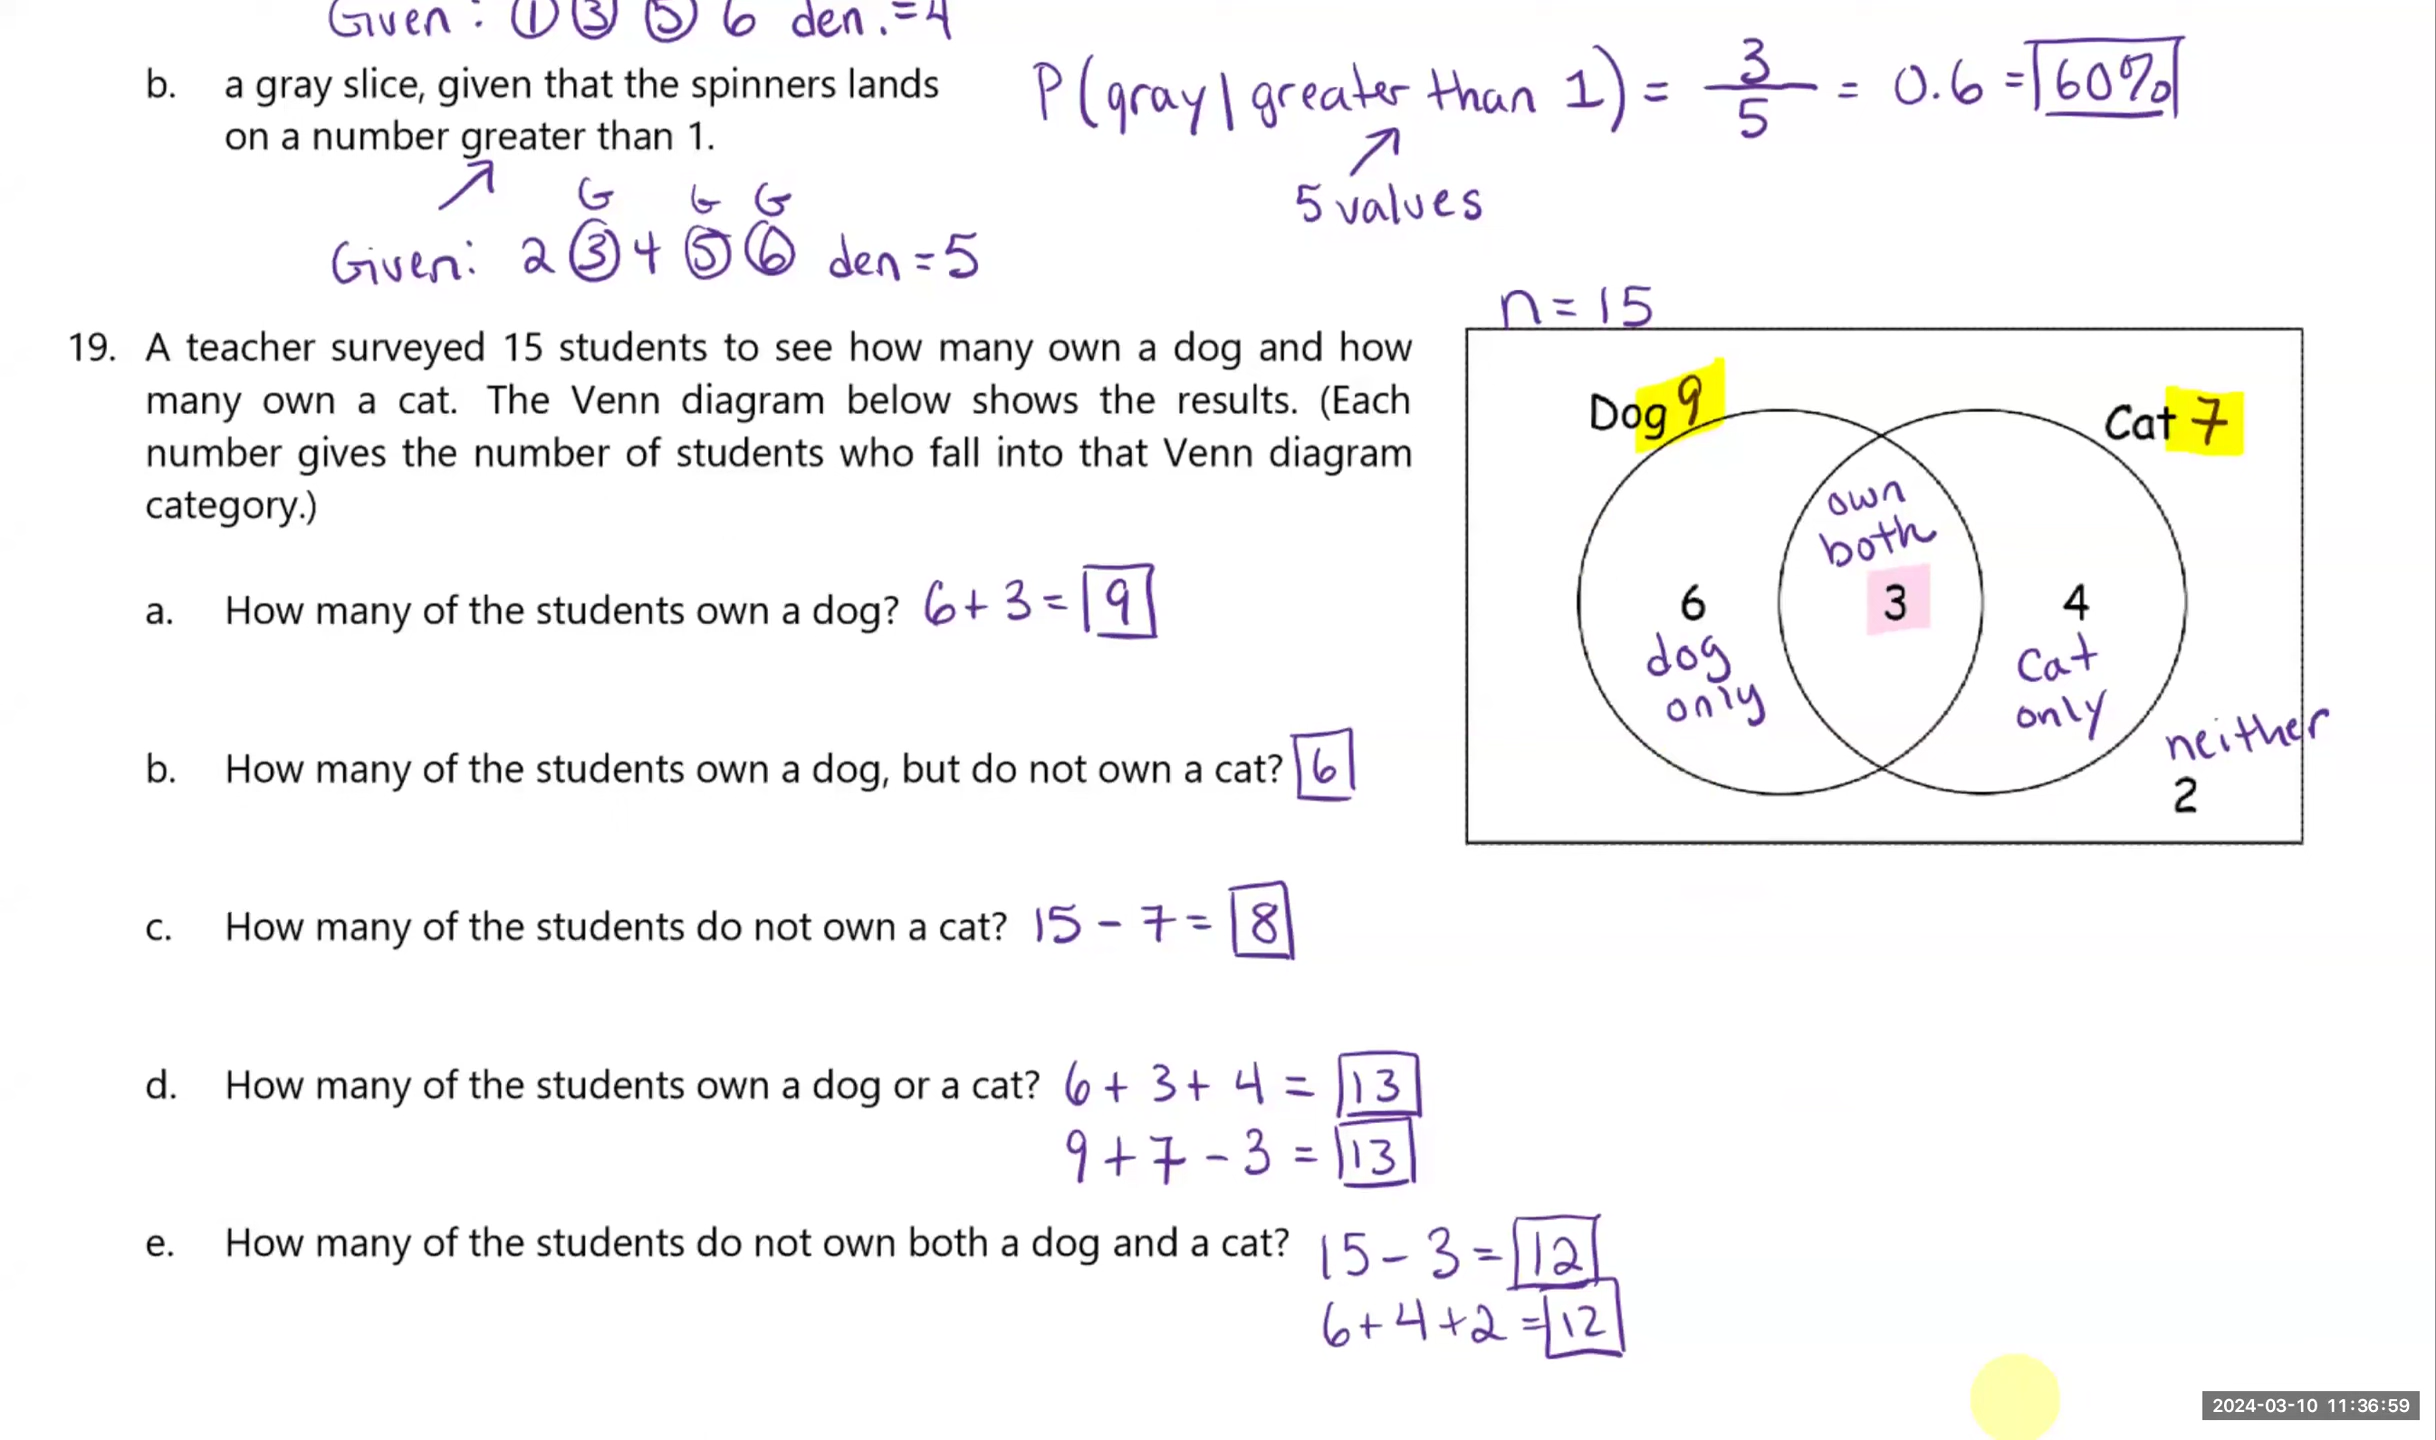 Given: ① ③ ⑤ 6 den. = 4
b. a gray slice, given that the spinners lands
on a number greater than 1.
P(gray | greater than 1) = 3/5 = 0.6 = 60%
5 values
G G G
Given: 2 ③ 4 ⑤ ⑥ den = 5
n = 15
19. A teacher surveyed 15 students to see how many own a dog and how
many own a cat. The Venn diagram below shows the results. (Each
number gives the number of students who fall into that Venn diagram
category.)
Dog 9
Cat 7
own
both
6 3 4
dog
only
Cat
only
neither
2
a. How many of the students own a dog? 6 + 3 = 9
b. How many of the students own a dog, but do not own a cat? 6
c. How many of the students do not own a cat? 15 - 7 = 8
d. How many of the students own a dog or a cat? 6 + 3 + 4 = 13
9 + 7 - 3 = 13
e. How many of the students do not own both a dog and a cat? 15 - 3 = 12
6 + 4 + 2 = 12
2024-03-10 11:36:59